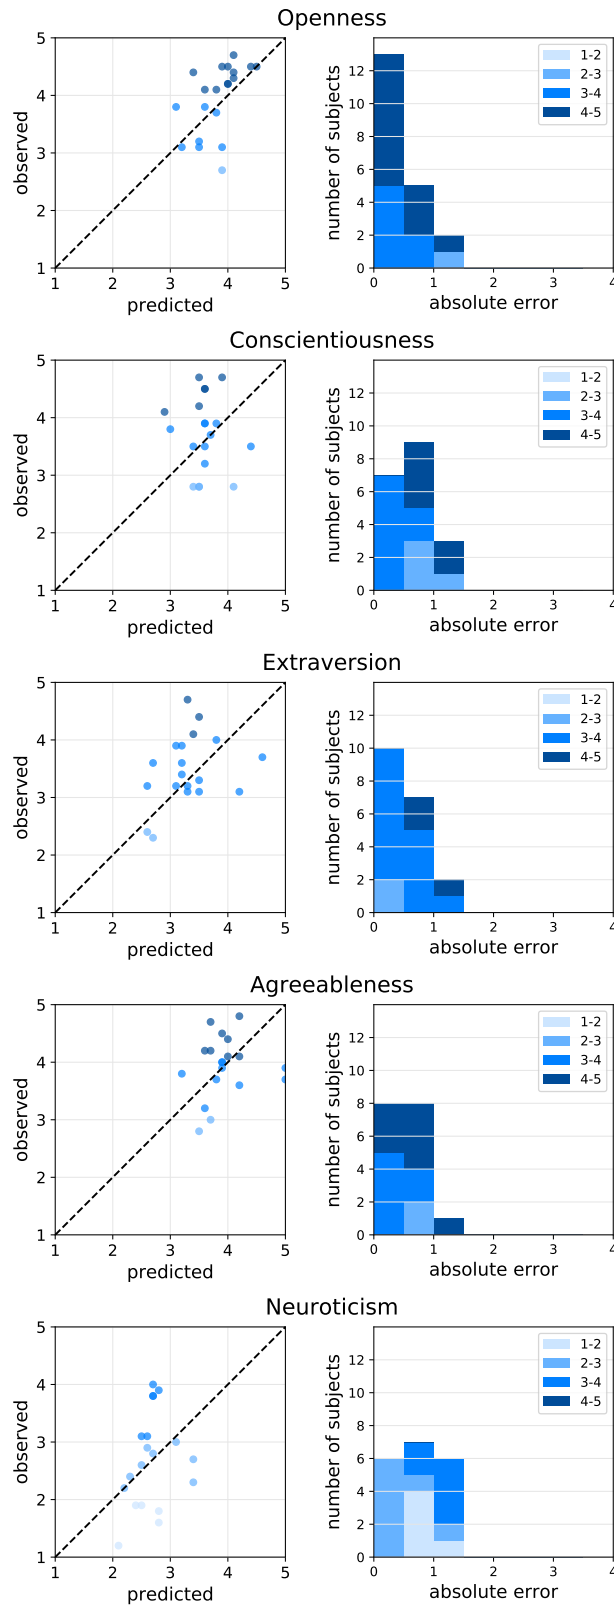 Openness
5
4
3
2
1
observed
1 2 3 4 5
predicted
12
10
8
6
4
2
0
number of subjects
1-2
2-3
3-4
4-5
0 1 2 3 4
absolute error
Conscientiousness
5
4
3
2
1
observed
1 2 3 4 5
predicted
12
10
8
6
4
2
0
number of subjects
1-2
2-3
3-4
4-5
0 1 2 3 4
absolute error
Extraversion
5
4
3
2
1
observed
1 2 3 4 5
predicted
12
10
8
6
4
2
0
number of subjects
1-2
2-3
3-4
4-5
0 1 2 3 4
absolute error
Agreeableness
5
4
3
2
1
observed
1 2 3 4 5
predicted
12
10
8
6
4
2
0
number of subjects
1-2
2-3
3-4
4-5
0 1 2 3 4
absolute error
Neuroticism
5
4
3
2
1
observed
1 2 3 4 5
predicted
12
10
8
6
4
2
0
number of subjects
1-2
2-3
3-4
4-5
0 1 2 3 4
absolute error